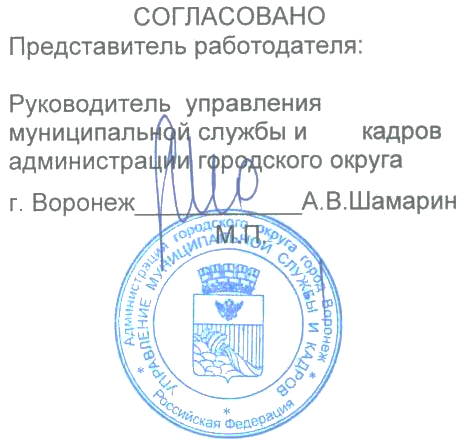 СОГЛАСОВАНО
Представитель работодателя:
Руководитель управления
муниципальной службы и кадров
администрации городского округа
г. Воронеж_____________А.В.Шамарин
М.П.
Администрация городского округа город Воронеж
УПРАВЛЕНИЕ МУНИЦИПАЛЬНОЙ СЛУЖБЫ И КАДРОВ
* Российская Федерация *
*